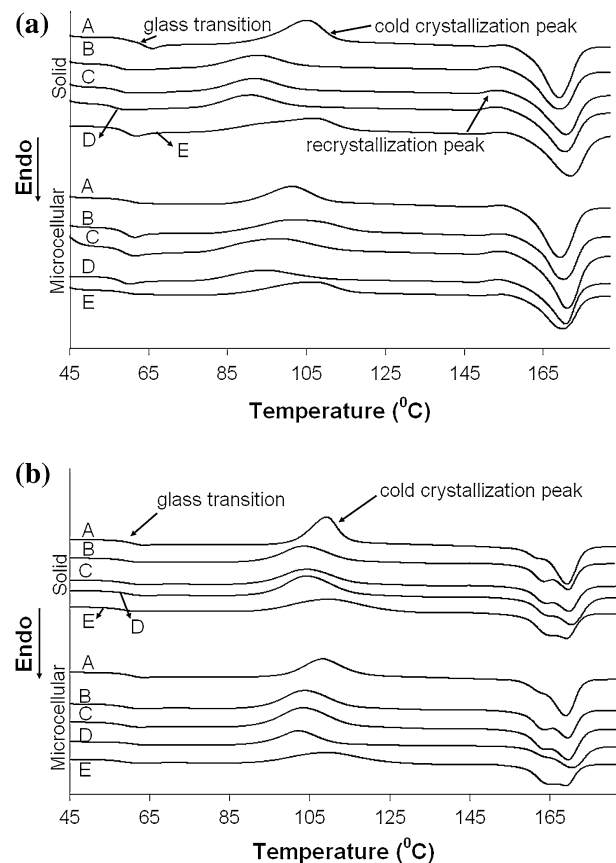 (a)
glass transition
cold crystallization peak
A
B
C
D
E
Solid
recrystallization peak
Endo
Microcellular
A
B
C
D
E
45
65
85
105
125
145
165
Temperature (⁰C)
(b)
glass transition
cold crystallization peak
A
B
C
E
D
Solid
Endo
Microcellular
A
B
C
D
E
45
65
85
105
125
145
165
Temperature (⁰C)